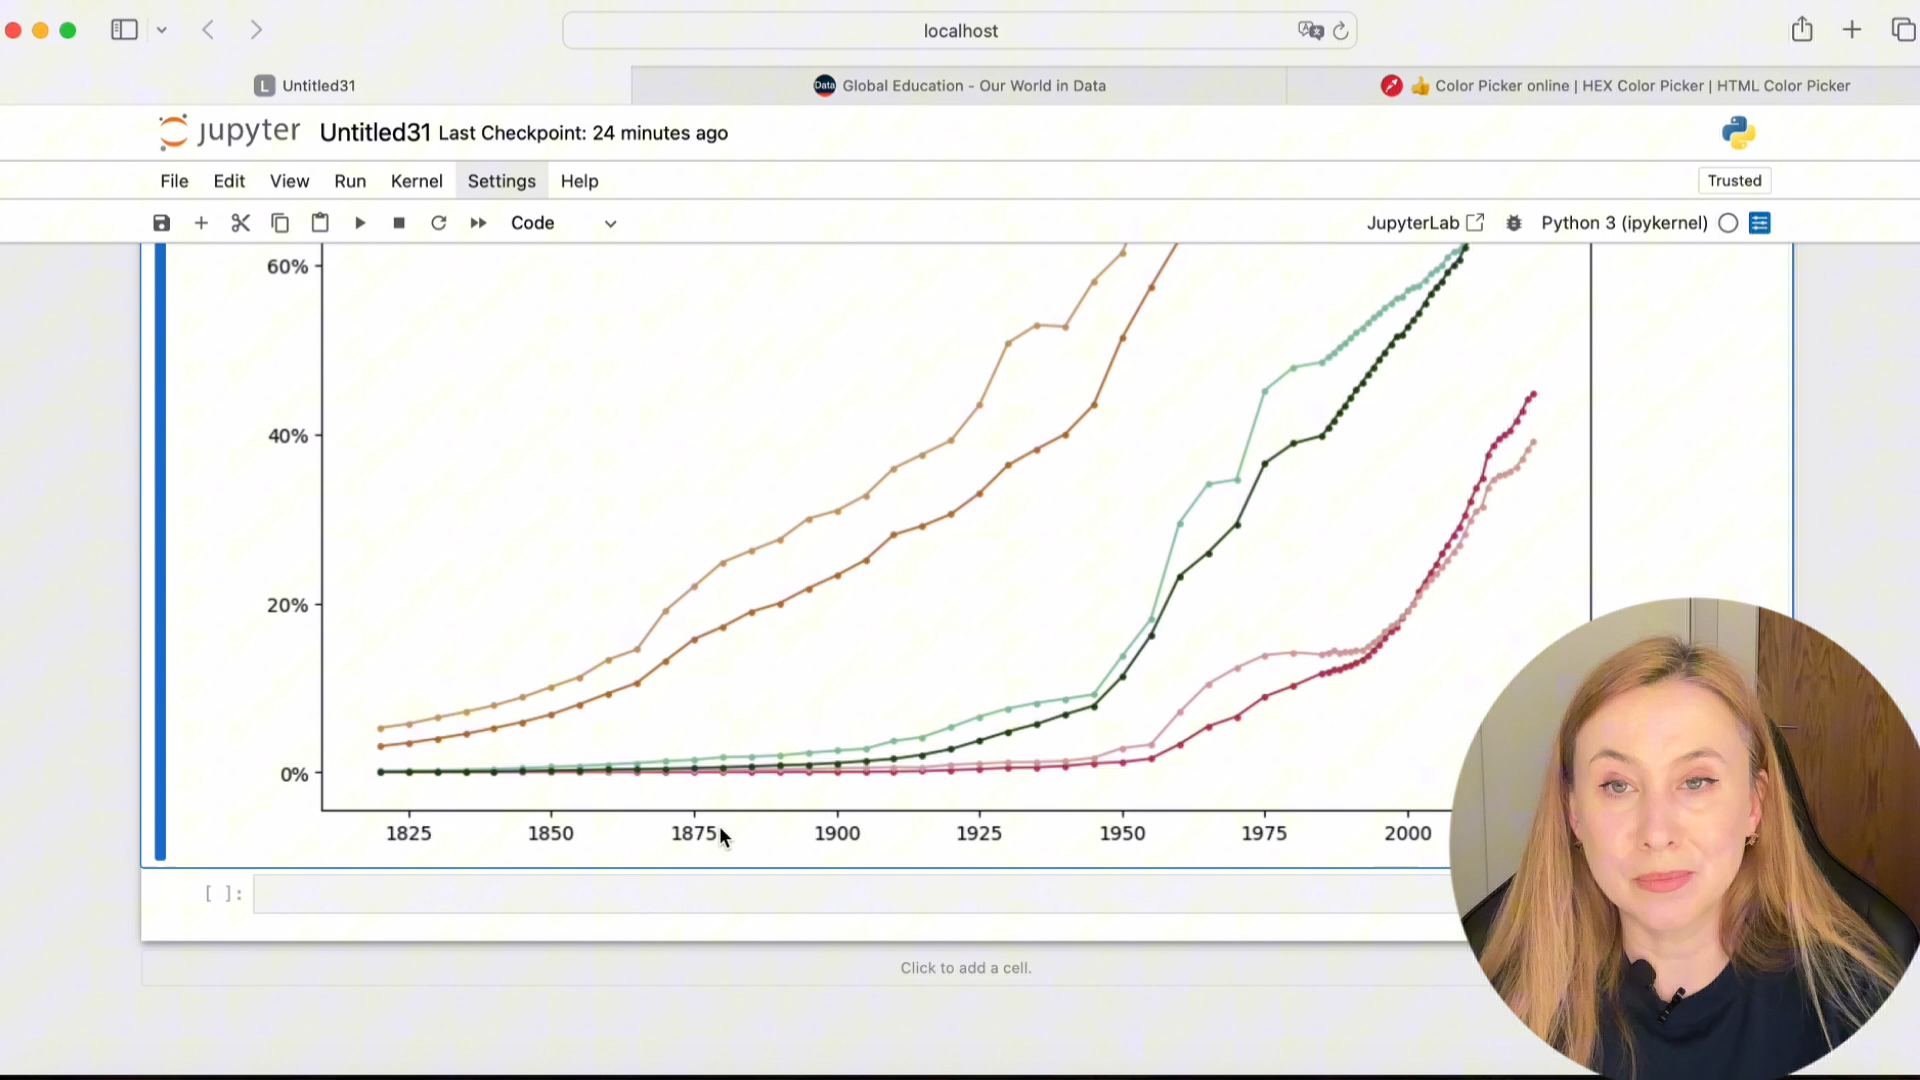 localhost
L Untitled31
Data Global Education - Our World in Data
👍 Color Picker online | HEX Color Picker | HTML Color Picker
jupyter Untitled31 Last Checkpoint: 24 minutes ago
File Edit View Run Kernel Settings Help
Trusted
Code
JupyterLab
Python 3 (ipykernel)
60%
40%
20%
0%
1825 1850 1875 1900 1925 1950 1975 2000
[ ]:
Click to add a cell.